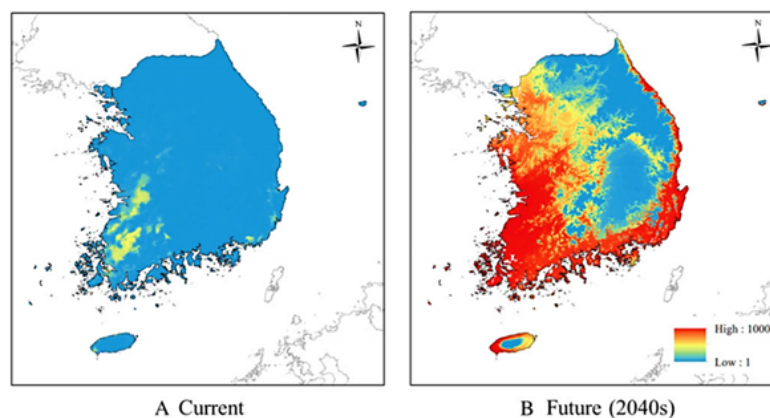 N
N
High : 1000
Low : 1
A Current
B Future (2040s)